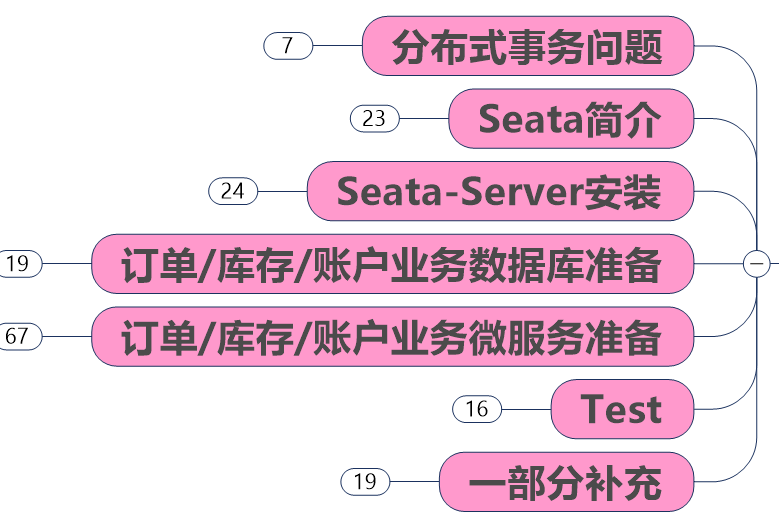 7 分布式事务问题
23 Seata简介
24 Seata-Server安装
19 订单/库存/账户业务数据库准备
67 订单/库存/账户业务微服务准备
16 Test
19 一部分补充